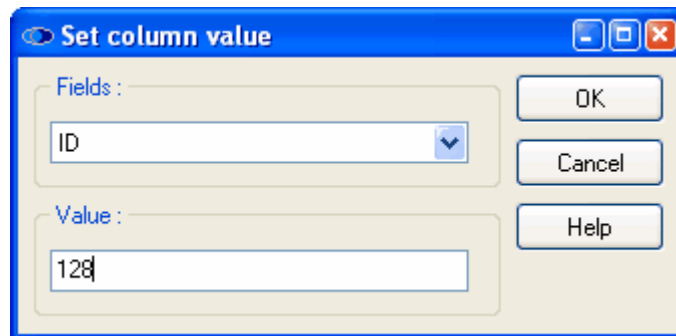 Set column value
Fields :
ID
OK
Cancel
Value :
128
Help